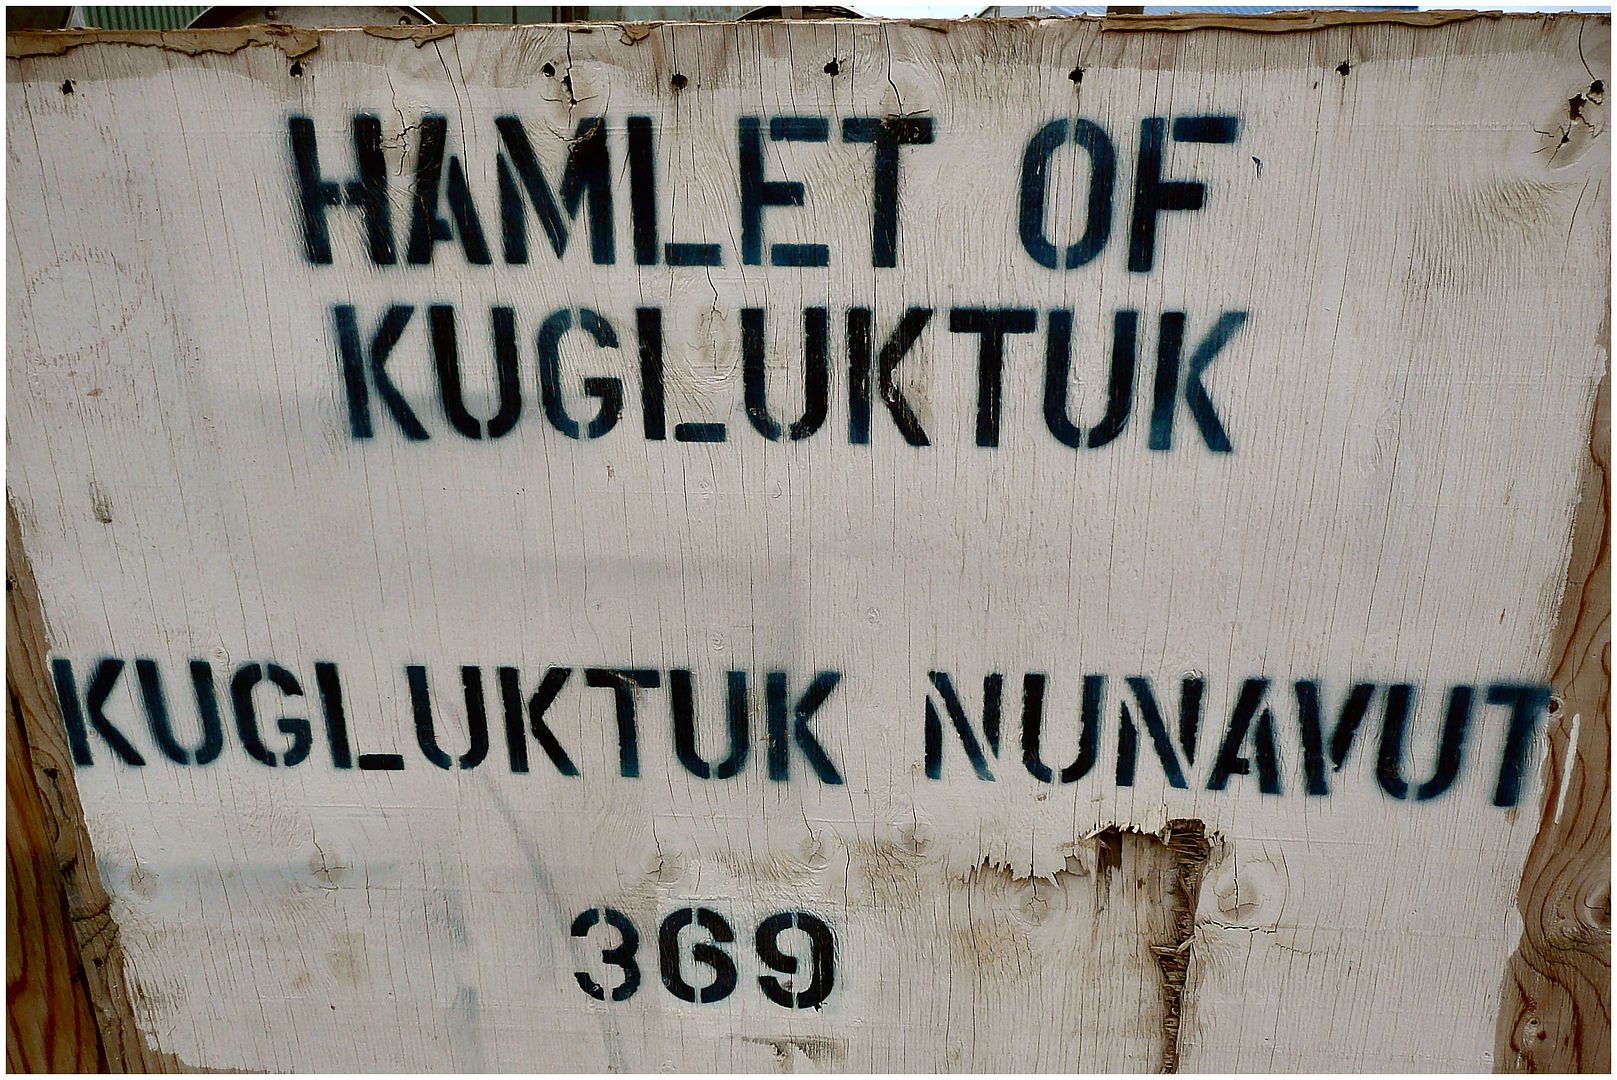 HAMLET OF
KUGLUKTUK
KUGLUKTUK NUNAVUT
369